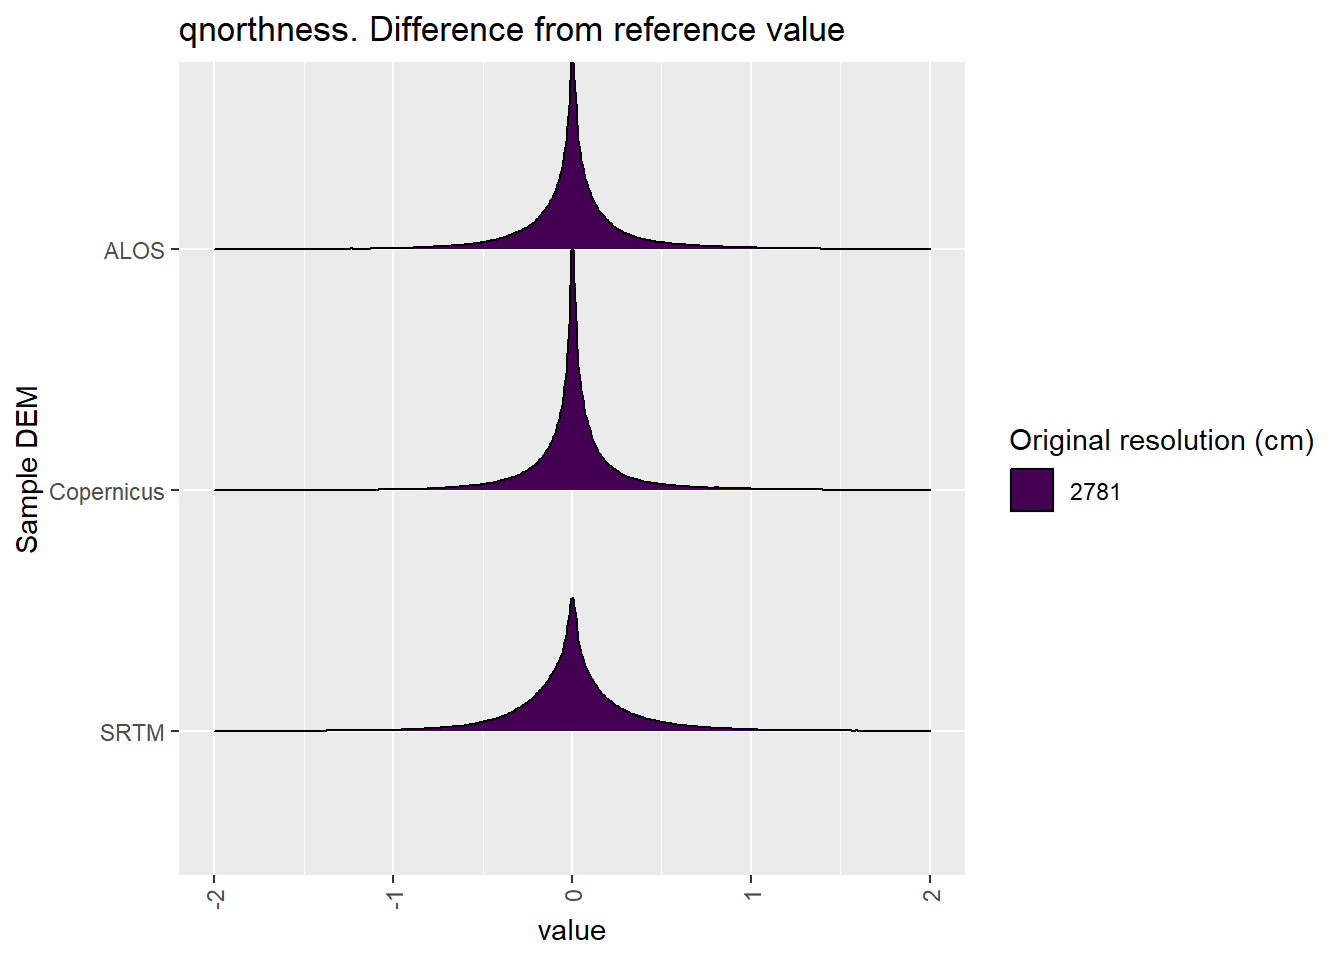 qnorthness. Difference from reference value
Sample DEM
ALOS
Copernicus
SRTM
-2
-1
0
1
2
value
Original resolution (cm)
2781